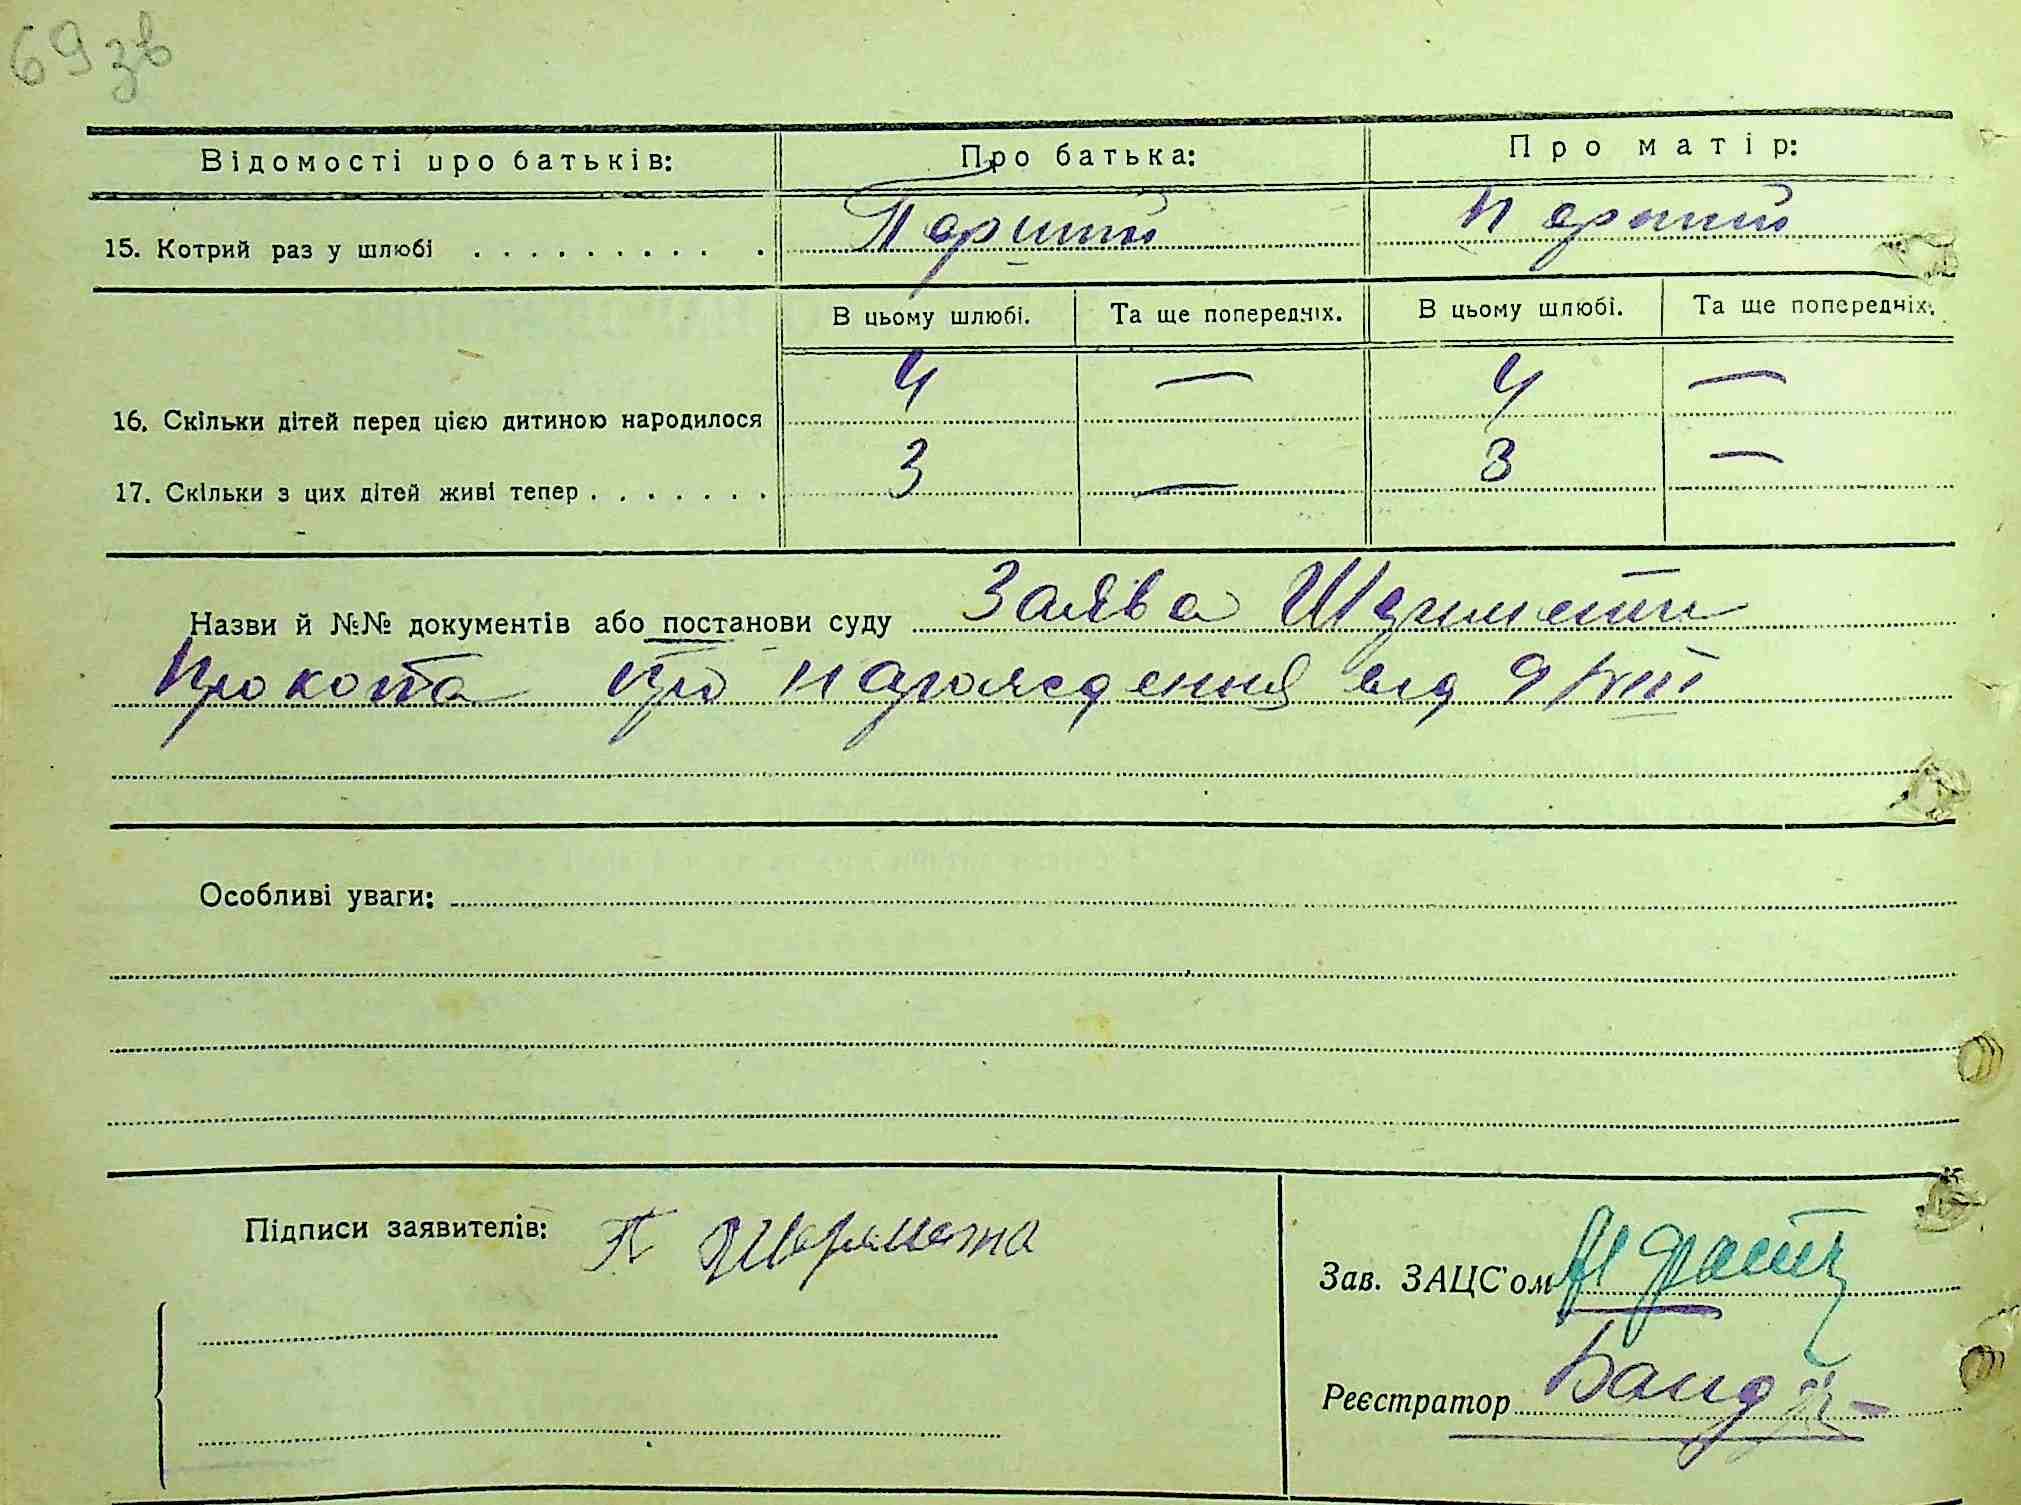 69 зв
Відомості про батьків: Про батька: Про матір:
15. Котрий раз у шлюбі . . . . . . . . . . Перший Перший
В цьому шлюбі. Та ще попередніх. В цьому шлюбі. Та ще попередніх.
16. Скільки дітей перед цією дитиною народилося 4 — 4 —
17. Скільки з цих дітей живі тепер . . . . . . . 3 — 3 —
Назви й №№ документів або постанови суду Заява
Прокопа про народження від 9/VIII
Особливі уваги:
Підписи заявителів: П
Зав. ЗАЦС'ом
Реєстратор